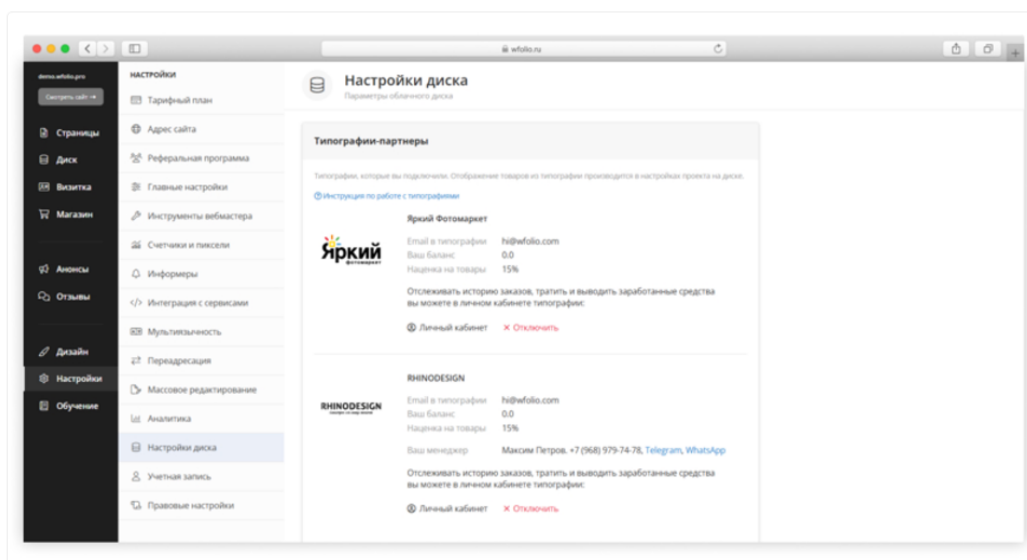 wfolio.ru
demo.wfolio.pro
Смотреть сайт
Страницы
Диск
Визитка
Магазин
Анонсы
Отзывы
Дизайн
Настройки
Обучение
НАСТРОЙКИ
Тарифный план
Адрес сайта
Реферальная программа
Главные настройки
Инструменты вебмастера
Счетчики и пиксели
Информеры
Интеграция с сервисами
Мультиязычность
Переадресация
Массовое редактирование
Аналитика
Настройки диска
Учетная запись
Правовые настройки
Настройки диска
Параметры облачного диска
Типографии-партнеры
Типографии, которые вы подключили. Отображение товаров из типографии производится в настройках проекта на диске.
Инструкция по работе с типографиями
Яркий Фотомаркет
Яркий
фотомаркет
Email в типографии hi@wfolio.com
Ваш баланс 0.0
Наценка на товары 15%
Отслеживать историю заказов, тратить и выводить заработанные средства
вы можете в личном кабинете типографии:
Личный кабинет × Отключить
RHINODESIGN
RHINODESIGN
Email в типографии hi@wfolio.com
Ваш баланс 0.0
Наценка на товары 15%
Ваш менеджер Максим Петров. +7 (968) 979-74-78, Telegram, WhatsApp
Отслеживать историю заказов, тратить и выводить заработанные средства
вы можете в личном кабинете типографии:
Личный кабинет × Отключить